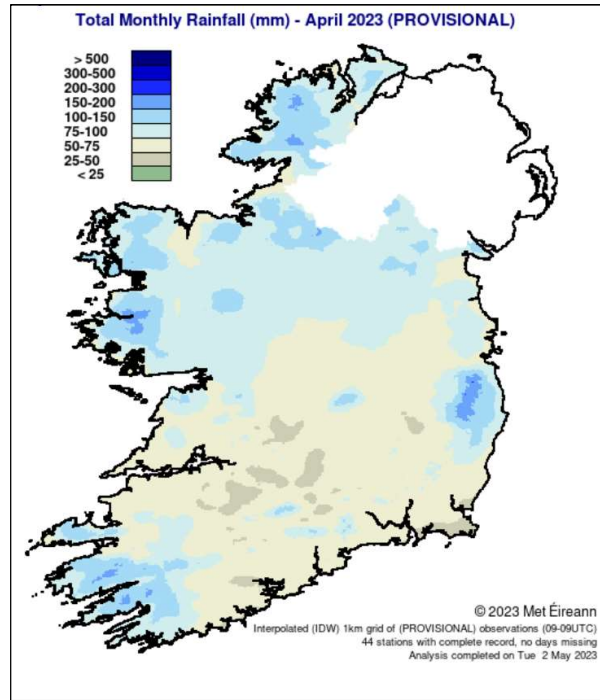 Total Monthly Rainfall (mm) - April 2023 (PROVISIONAL)
> 500
300-500
200-300
150-200
100-150
75-100
50-75
25-50
< 25
© 2023 Met Éireann
Interpolated (IDW) 1km grid of (PROVISIONAL) observations (09-09UTC)
44 stations with complete record, no days missing
Analysis completed on Tue 2 May 2023